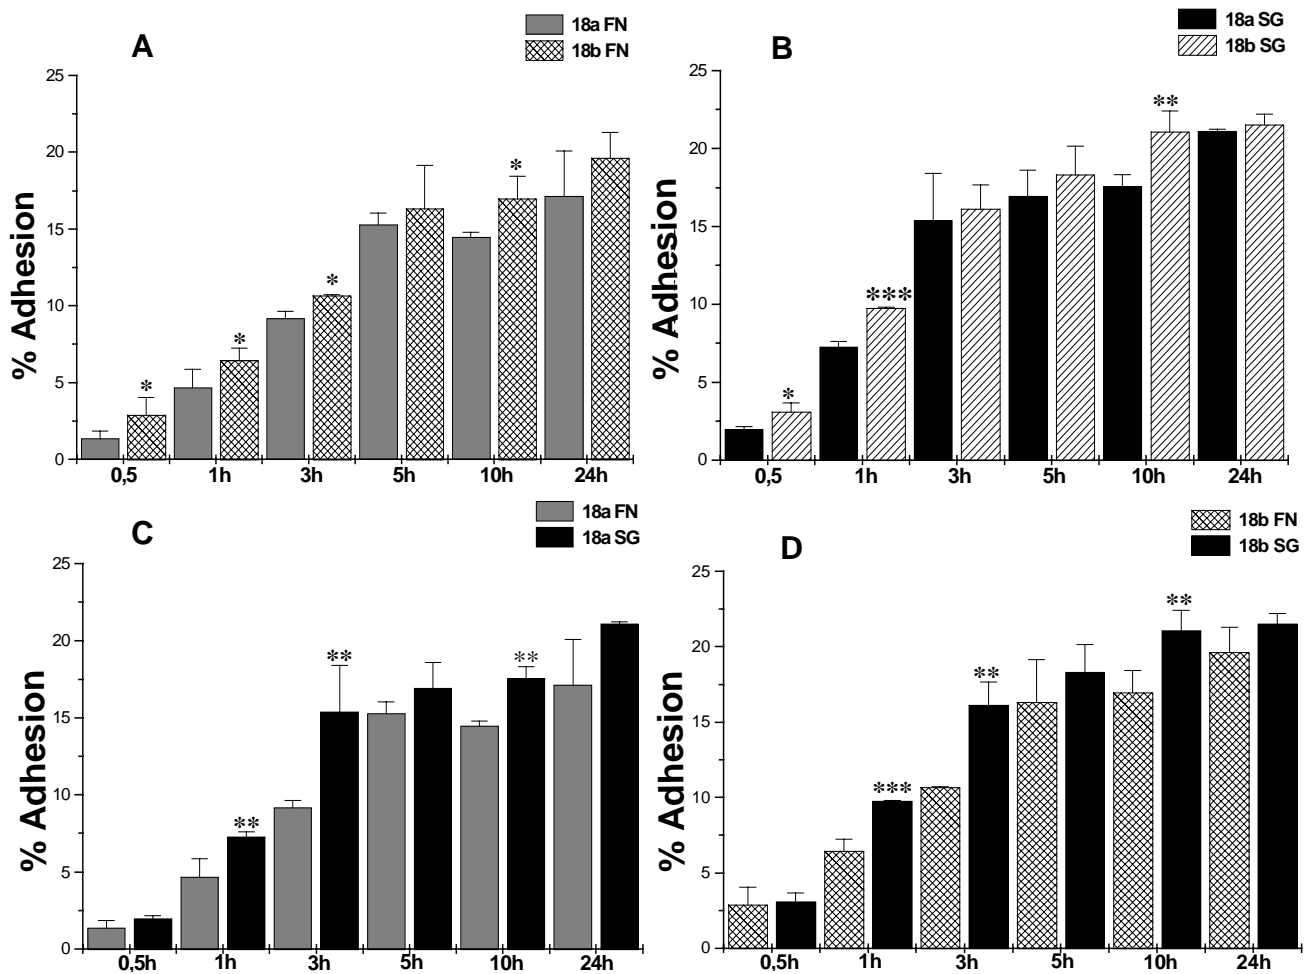 A
18a FN
18b FN
% Adhesion
25
20
15
10
5
0
*
*
*
*
0,5
1h
3h
5h
10h
24h
B
18a SG
18b SG
% Adhesion
25
20
15
10
5
0
*
***
**
0,5
1h
3h
5h
10h
24h
C
18a FN
18a SG
% Adhesion
25
20
15
10
5
0
**
**
**
0,5h
1h
3h
5h
10h
24h
D
18b FN
18b SG
% Adhesion
25
20
15
10
5
0
***
**
**
0,5h
1h
3h
5h
10h
24h